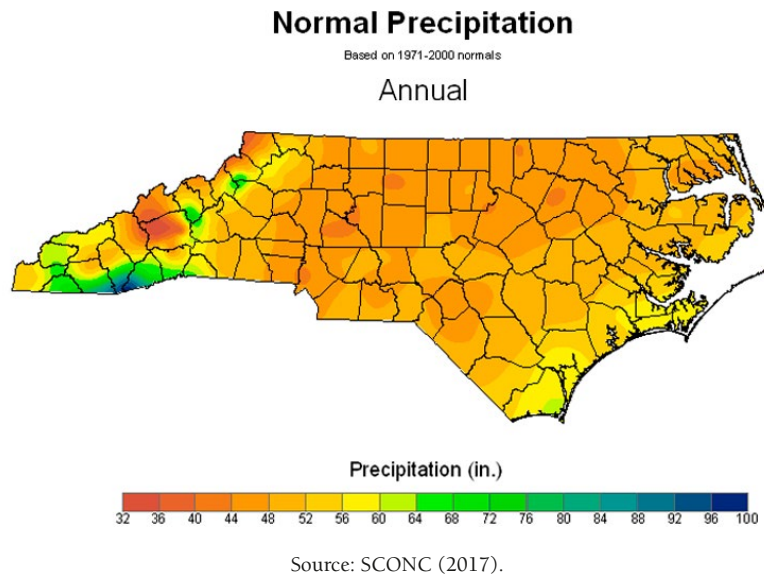 Normal Precipitation
Based on 1971-2000 normals
Annual
Precipitation (in.)
32 36 40 44 48 52 56 60 64 68 72 76 80 84 88 92 96 100
Source: SCONC (2017).